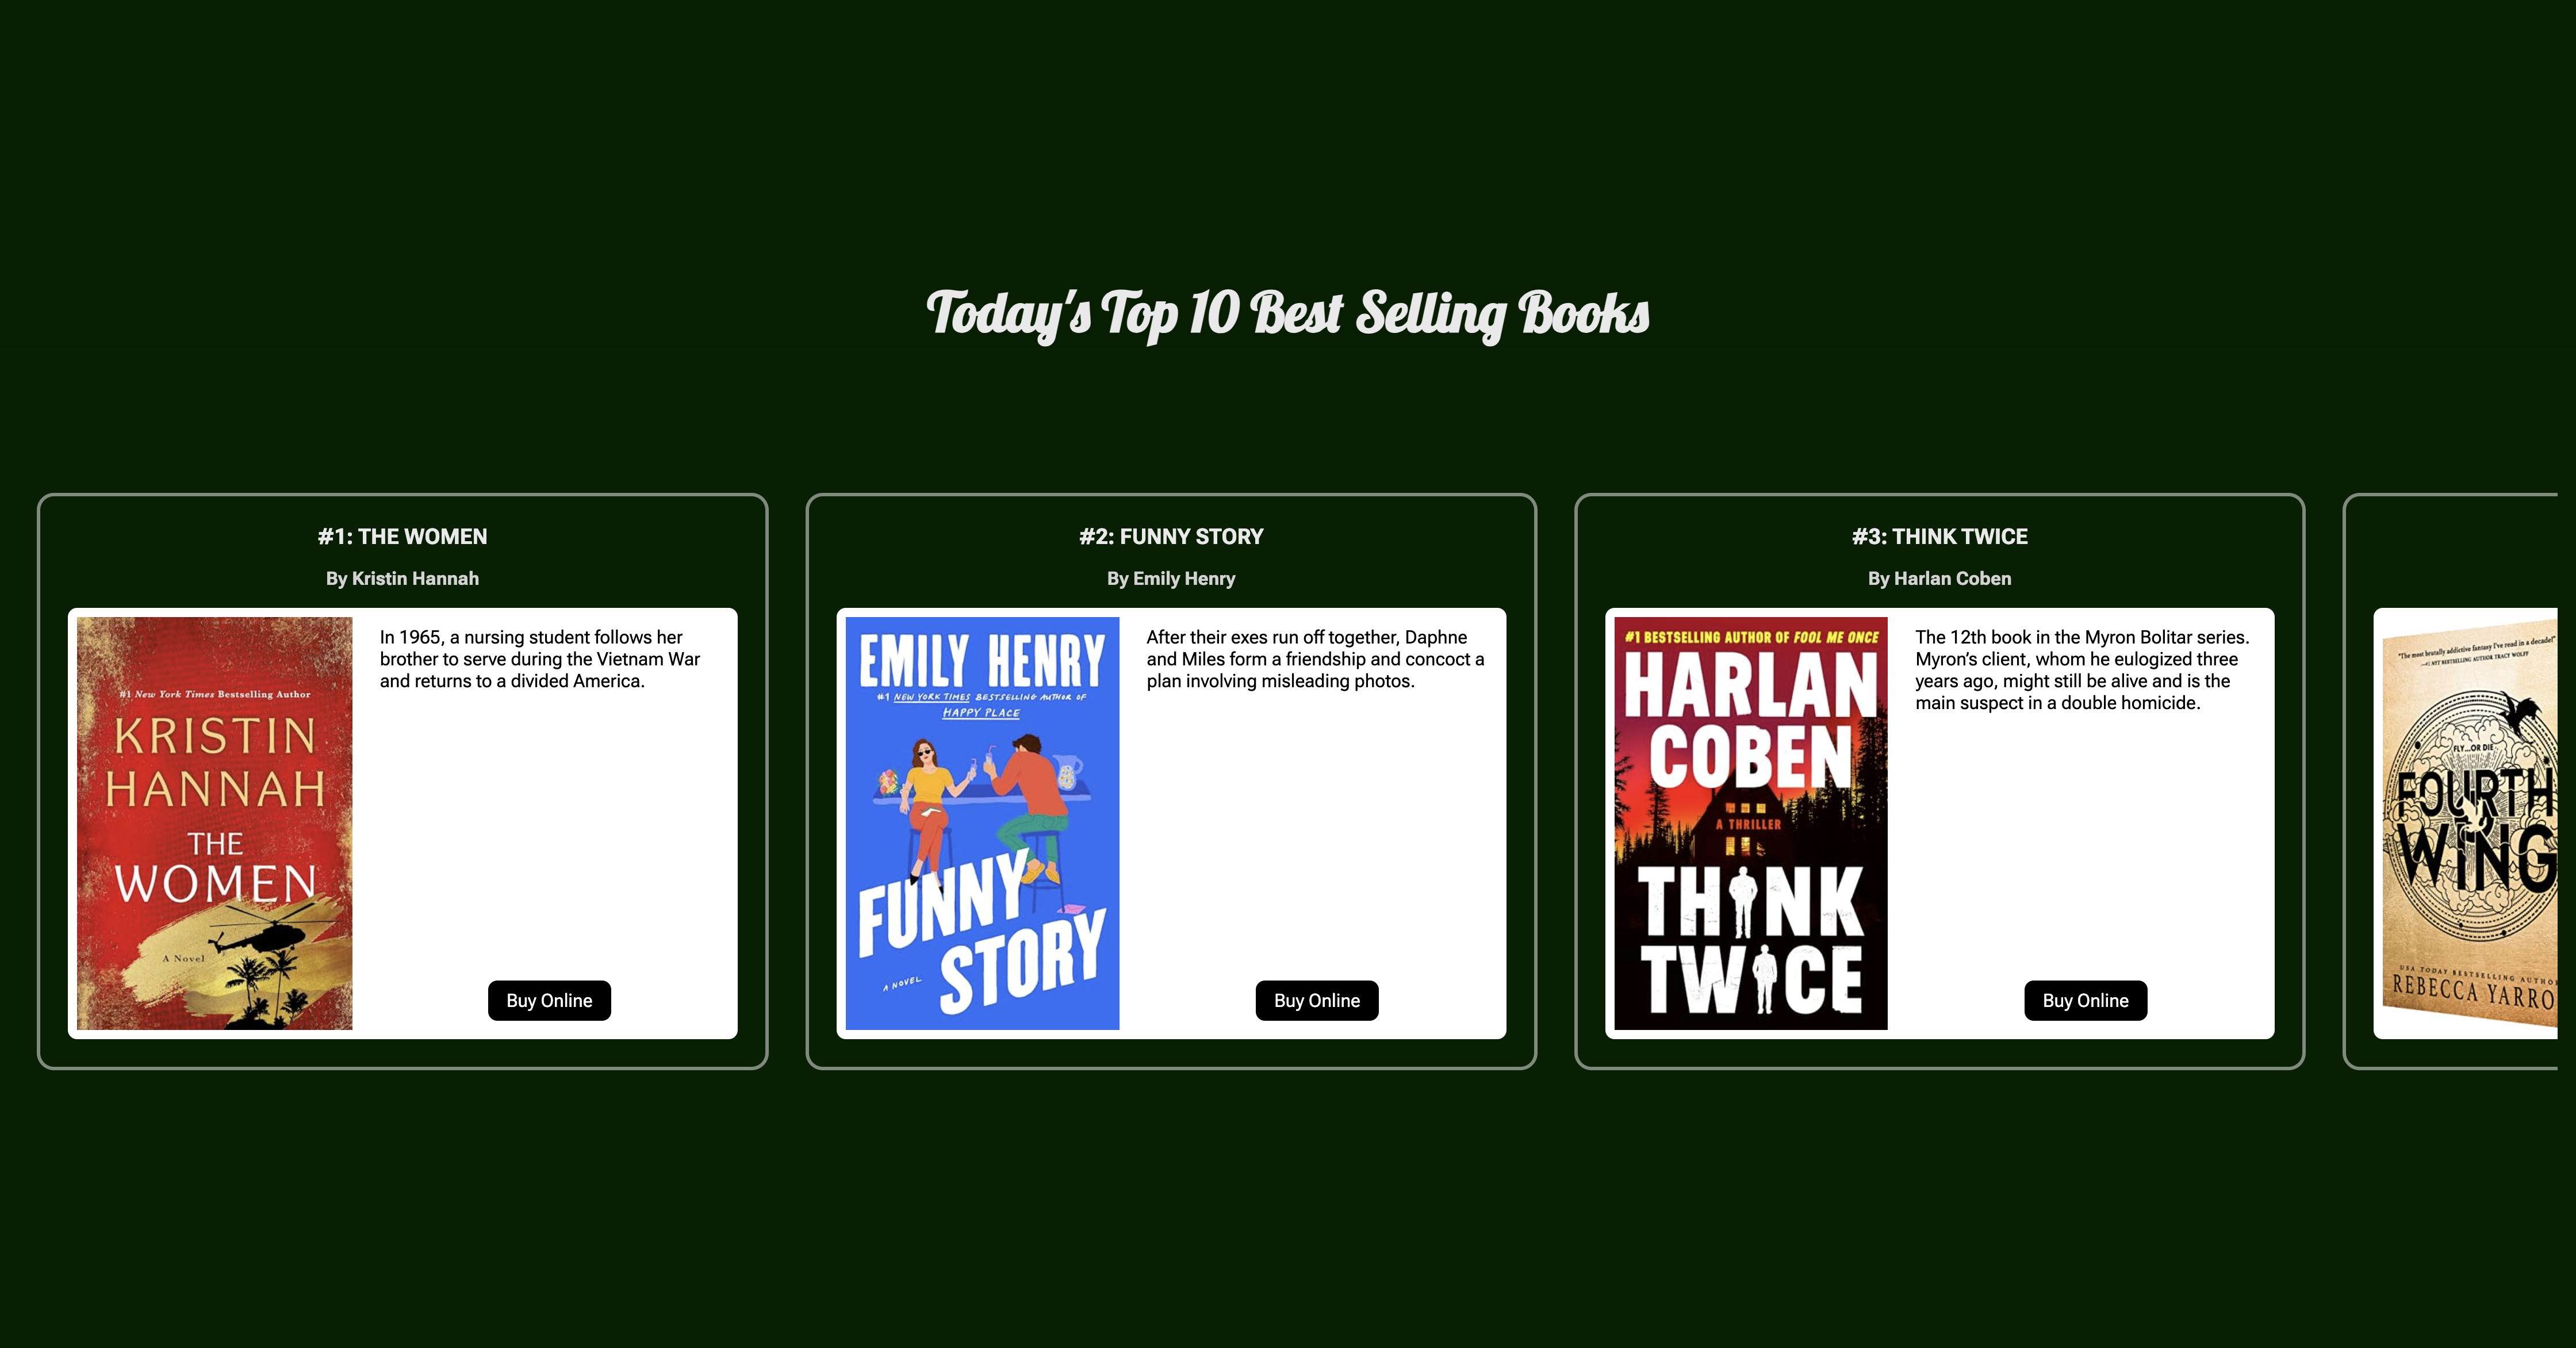 Today's Top 10 Best Selling Books
#1: THE WOMEN
By Kristin Hannah
#1 New York Times Bestselling Author
KRISTIN
HANNAH
THE
WOMEN
A Novel
In 1965, a nursing student follows her
brother to serve during the Vietnam War
and returns to a divided America.
Buy Online
#2: FUNNY STORY
By Emily Henry
EMILY HENRY
#1 NEW YORK TIMES BESTSELLING AUTHOR OF
HAPPY PLACE
FUNNY
STORY
A NOVEL
After their exes run off together, Daphne
and Miles form a friendship and concoct a
plan involving misleading photos.
Buy Online
#3: THINK TWICE
By Harlan Coben
#1 BESTSELLING AUTHOR OF FOOL ME ONCE
HARLAN
COBEN
A THRILLER
THINK
TWICE
The 12th book in the Myron Bolitar series.
Myron’s client, whom he eulogized three
years ago, might still be alive and is the
main suspect in a double homicide.
Buy Online
"The most brutally addictive fantasy I've read in a decade!"
—#1 NYT BESTSELLING AUTHOR TRACY WOLFF
FLY...OR DIE
FOURTH
WING
USA TODAY BESTSELLING AUTHO
REBECCA YARRO